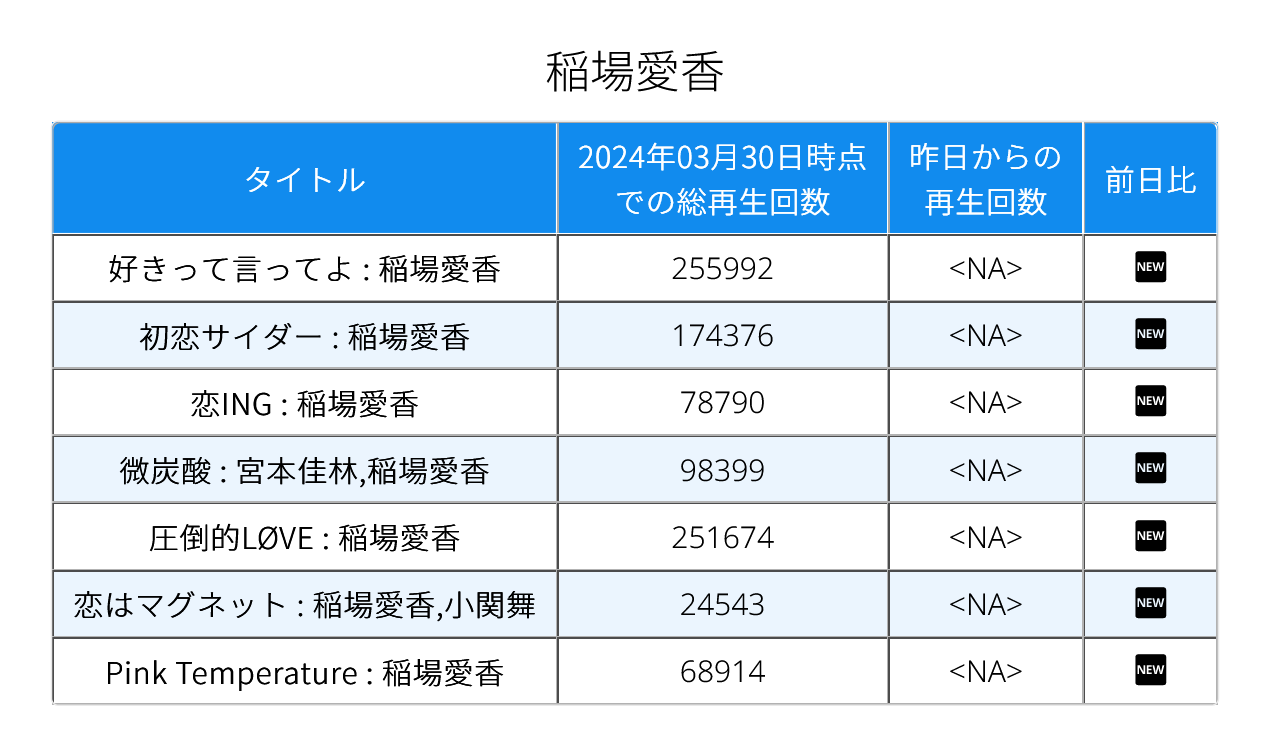 稲場愛香
タイトル 2024年03月30日時点での総再生回数 昨日からの再生回数 前日比
好きって言ってよ : 稲場愛香 255992 <NA> NEW
初恋サイダー : 稲場愛香 174376 <NA> NEW
恋ING : 稲場愛香 78790 <NA> NEW
微炭酸 : 宮本佳林,稲場愛香 98399 <NA> NEW
圧倒的LØVE : 稲場愛香 251674 <NA> NEW
恋はマグネット : 稲場愛香,小関舞 24543 <NA> NEW
Pink Temperature : 稲場愛香 68914 <NA> NEW